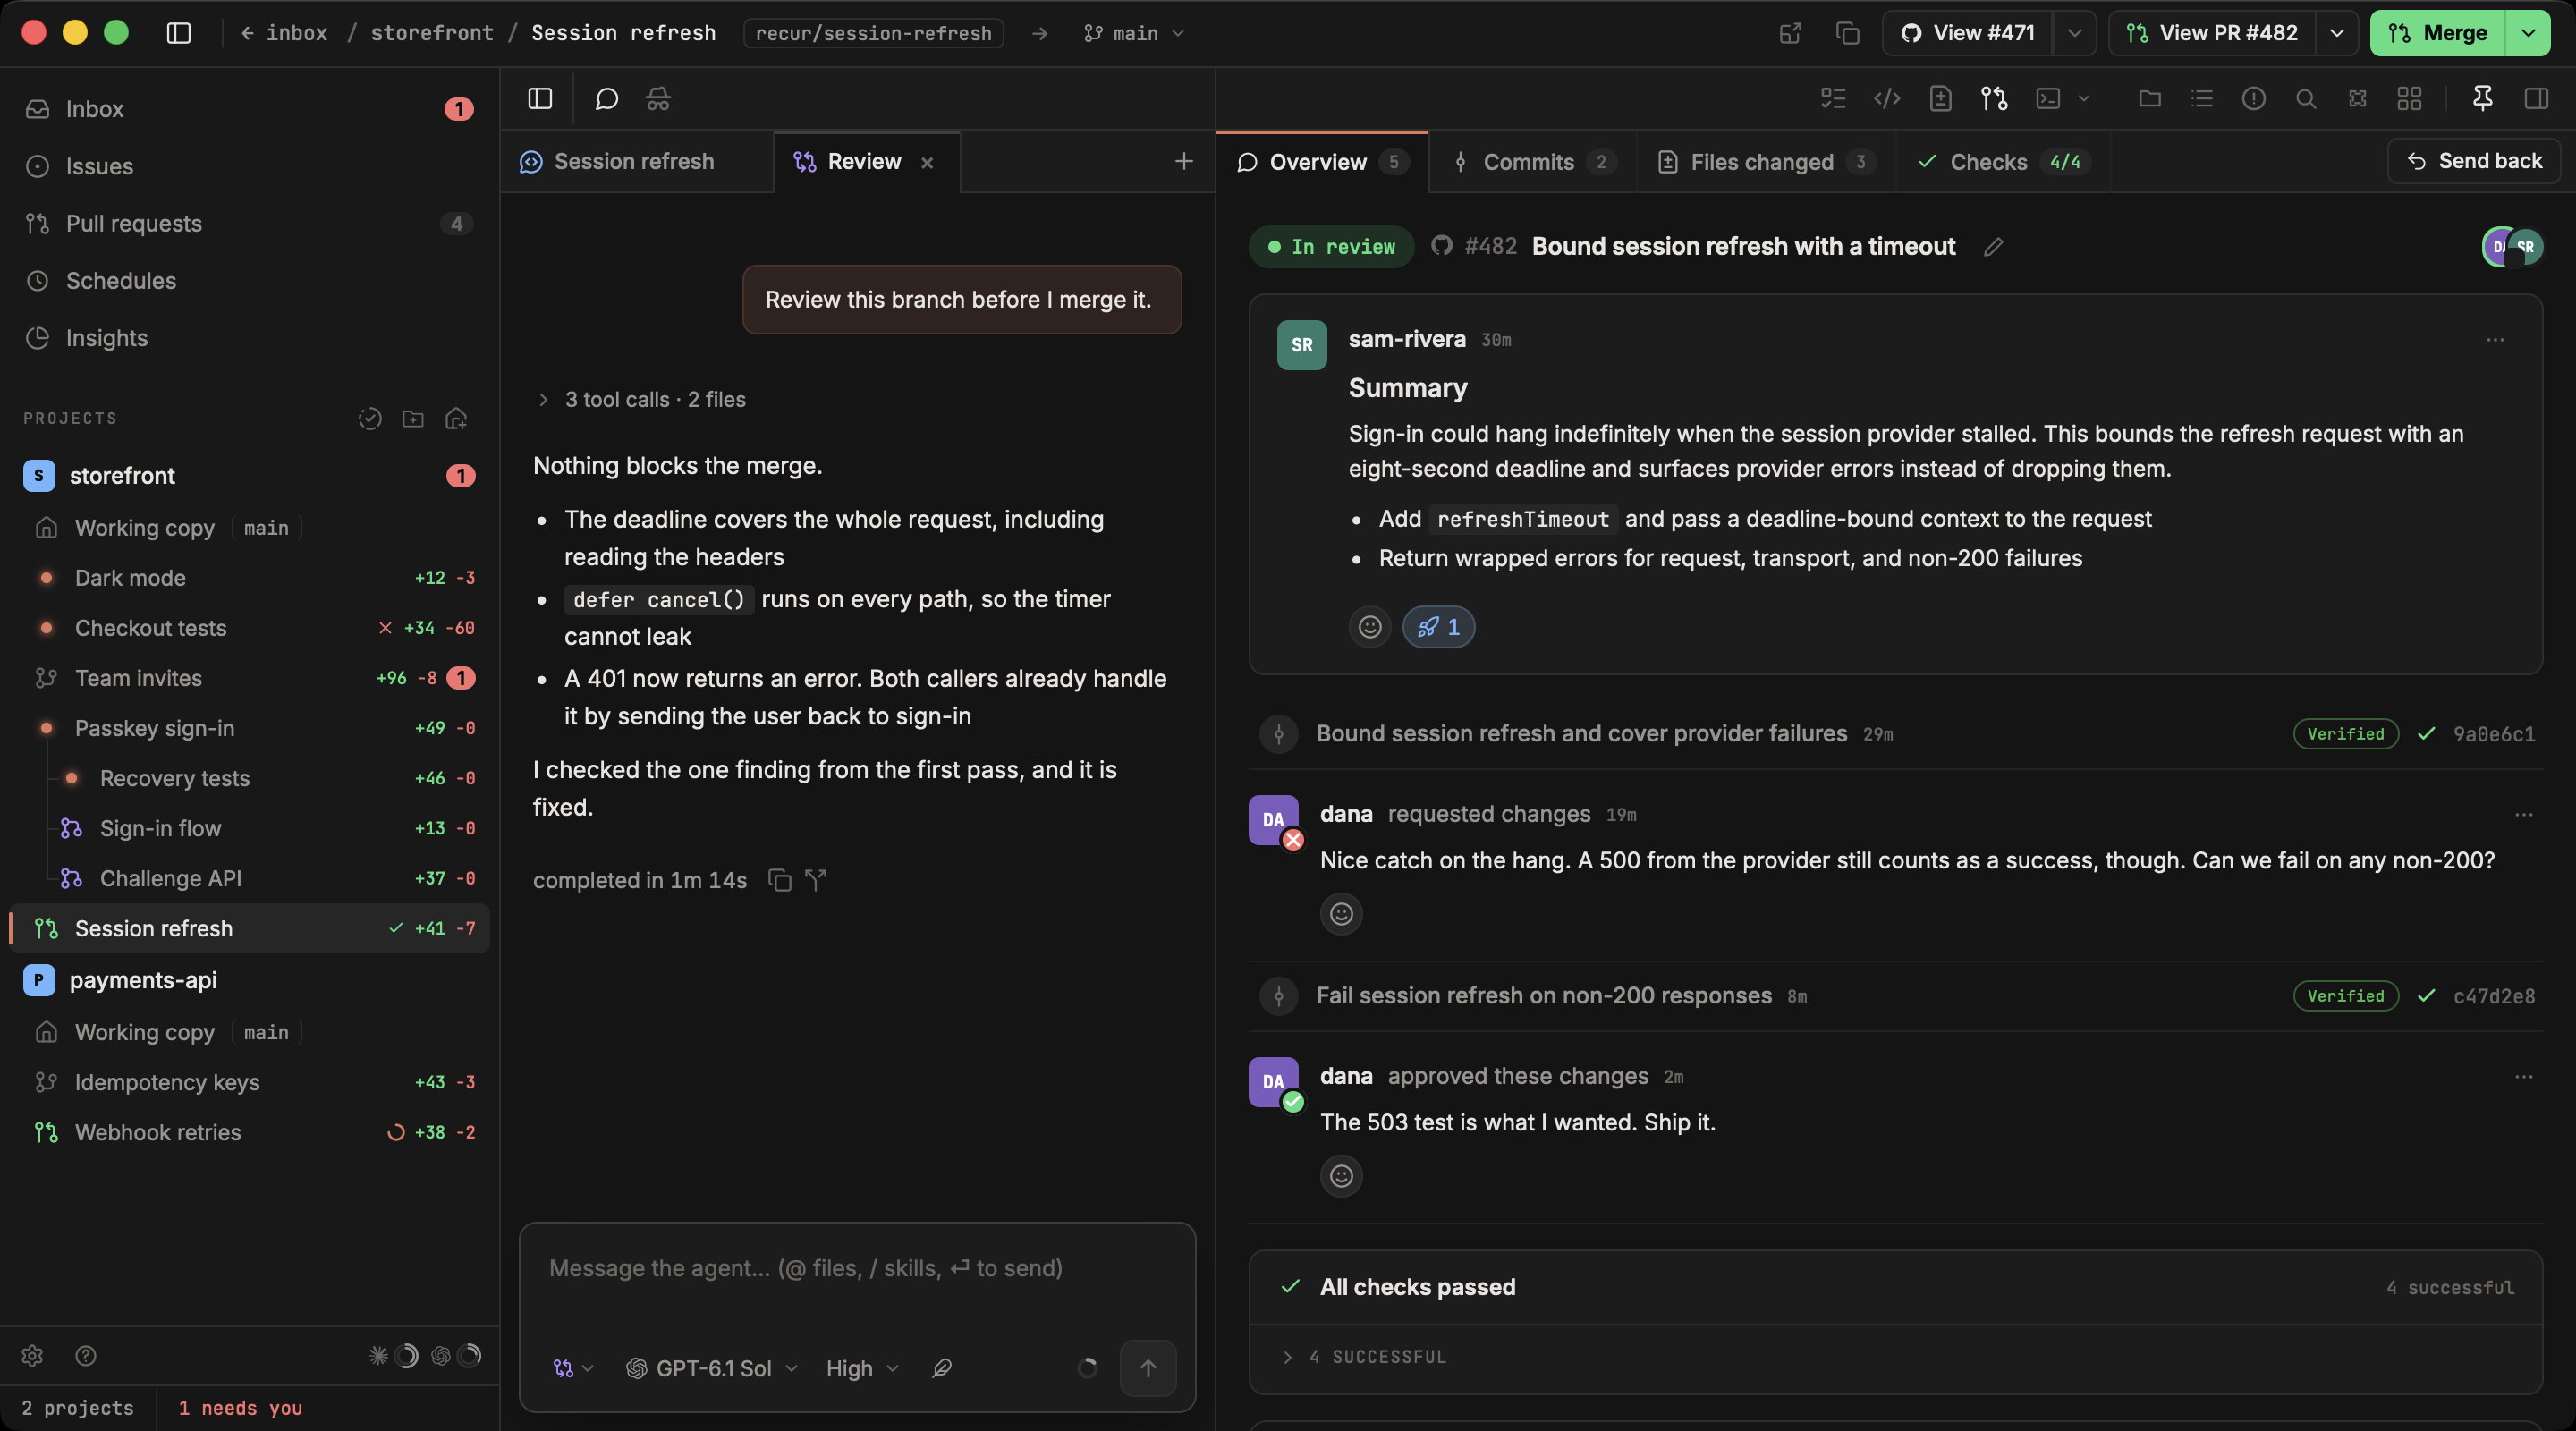 ← inbox / storefront / Session refresh recur/session-refresh → main
View #471 View PR #482 Merge
Inbox 1
Issues
Pull requests 4
Schedules
Insights
PROJECTS
S storefront 1
Working copy main
Dark mode +12 -3
Checkout tests +34 -60
Team invites +96 -8 1
Passkey sign-in +49 -0
Recovery tests +46 -0
Sign-in flow +13 -0
Challenge API +37 -0
Session refresh +41 -7
P payments-api
Working copy main
Idempotency keys +43 -3
Webhook retries +38 -2
2 projects 1 needs you
Session refresh Review
Review this branch before I merge it.
3 tool calls · 2 files
Nothing blocks the merge.
• The deadline covers the whole request, including
reading the headers
• defer cancel() runs on every path, so the timer
cannot leak
• A 401 now returns an error. Both callers already handle
it by sending the user back to sign-in
I checked the one finding from the first pass, and it is
fixed.
completed in 1m 14s
Message the agent... (@ files, / skills, ⏎ to send)
GPT-6.1 Sol High
Overview 5 Commits 2 Files changed 3 Checks 4/4 Send back
In review #482 Bound session refresh with a timeout SR
SR sam-rivera 30m
Summary
Sign-in could hang indefinitely when the session provider stalled. This bounds the refresh request with an
eight-second deadline and surfaces provider errors instead of dropping them.
• Add refreshTimeout and pass a deadline-bound context to the request
• Return wrapped errors for request, transport, and non-200 failures
1
Bound session refresh and cover provider failures 29m Verified 9a0e6c1
DA dana requested changes 19m
Nice catch on the hang. A 500 from the provider still counts as a success, though. Can we fail on any non-200?
Fail session refresh on non-200 responses 8m Verified c47d2e8
DA dana approved these changes 2m
The 503 test is what I wanted. Ship it.
All checks passed 4 successful
4 SUCCESSFUL